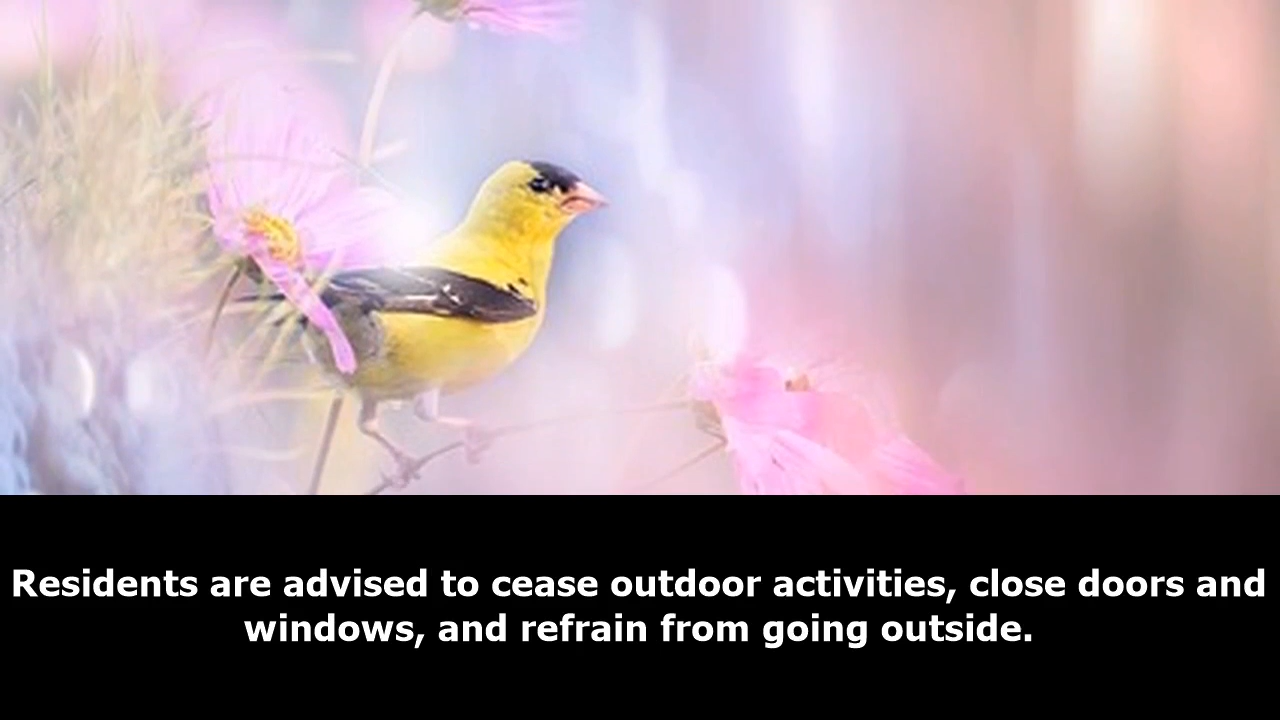 Residents are advised to cease outdoor activities, close doors and
windows, and refrain from going outside.